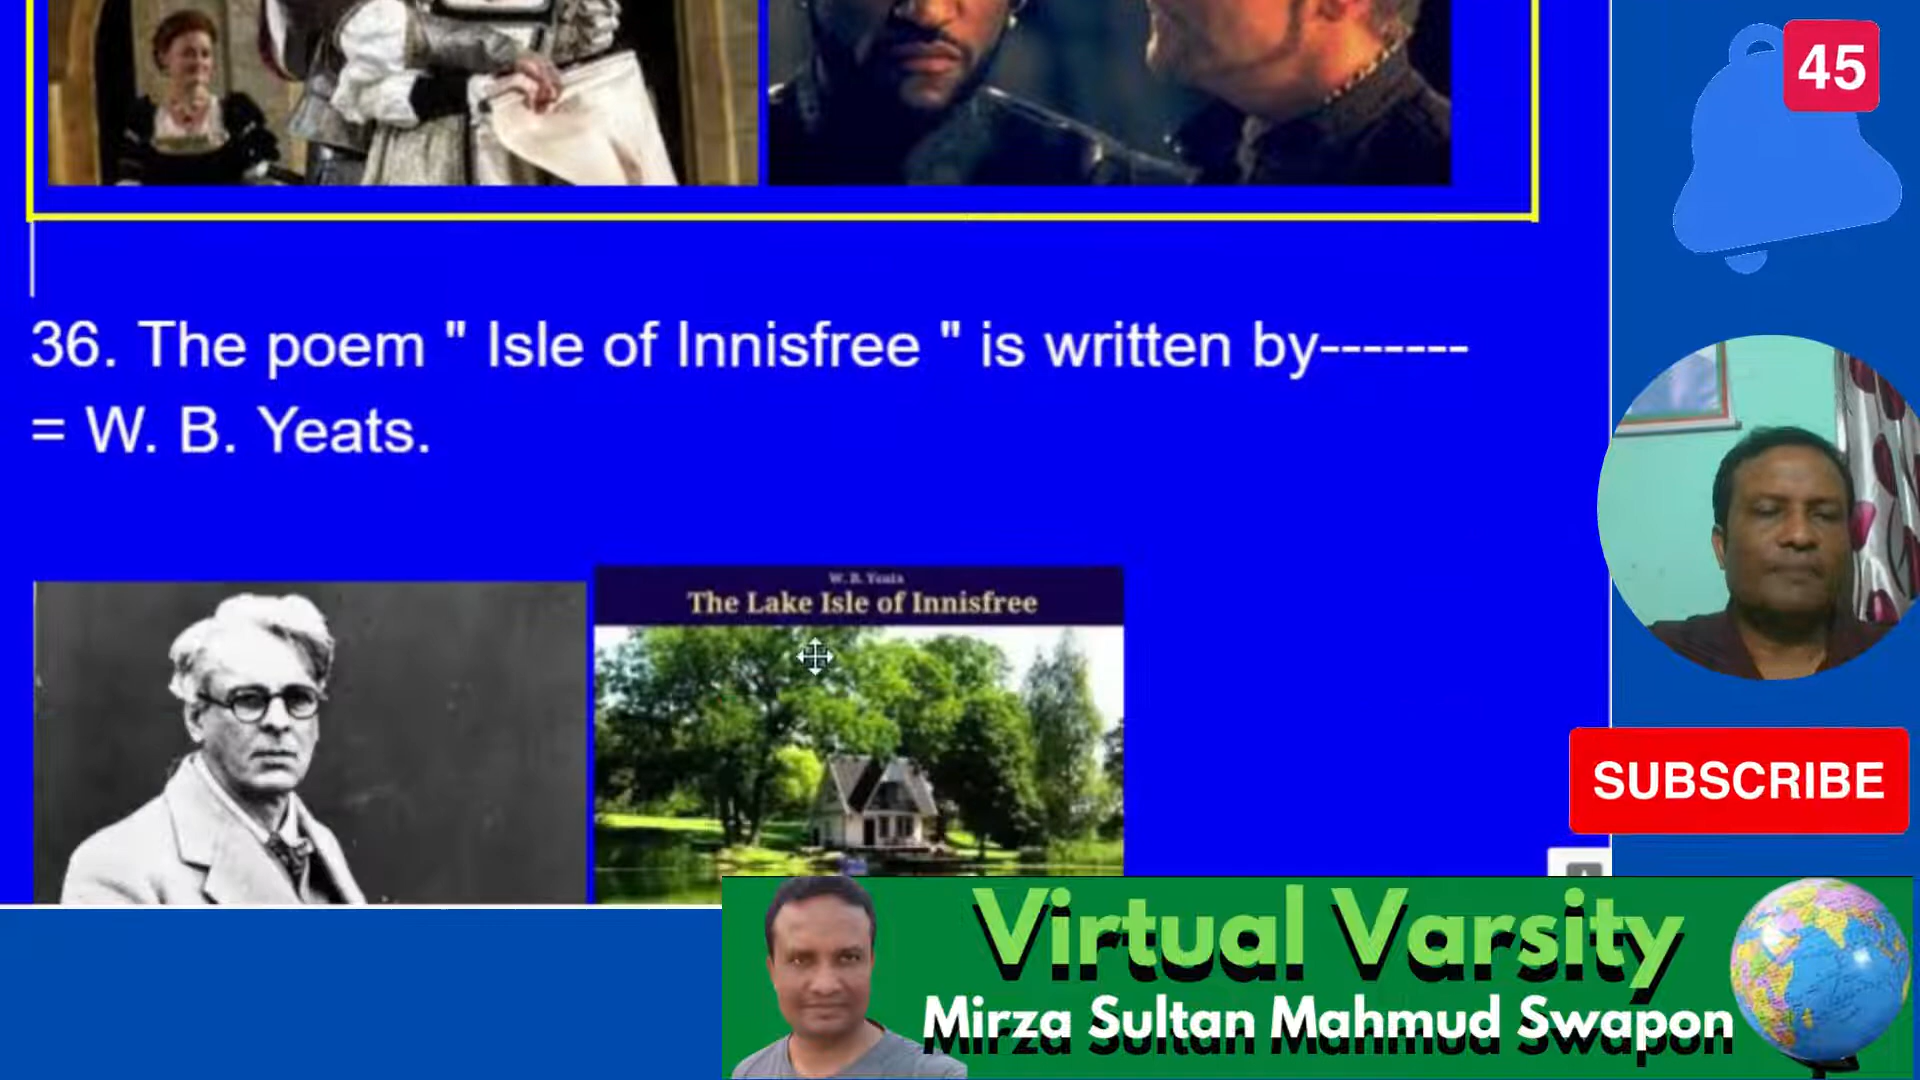 45
36. The poem " Isle of Innisfree " is written by-------
= W. B. Yeats.
W. B. Yeats
The Lake Isle of Innisfree
SUBSCRIBE
Virtual Varsity
Mirza Sultan Mahmud Swapon